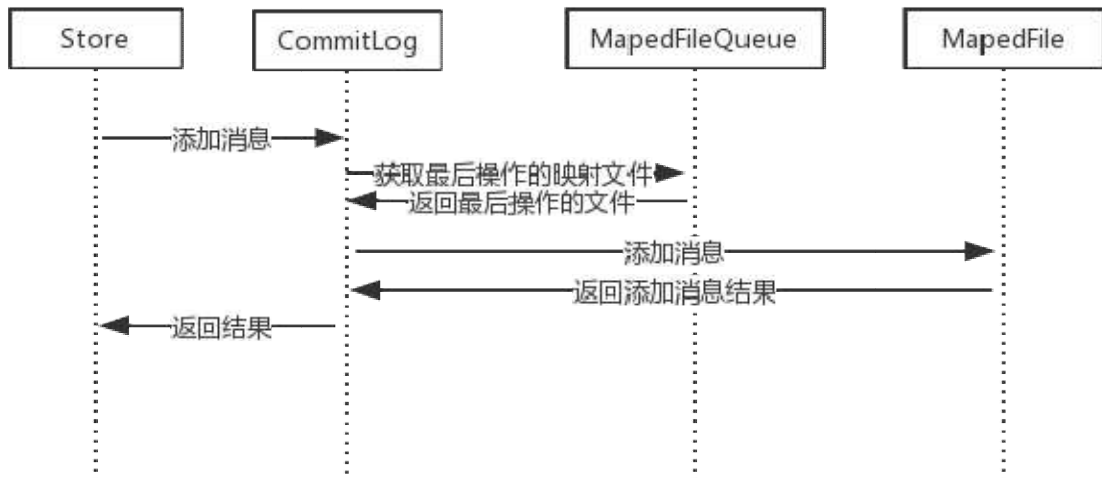 Store
CommitLog
MapedFileQueue
MapedFile
添加消息
获取最后操作的映射文件
返回最后操作的文件
添加消息
返回添加消息结果
返回结果